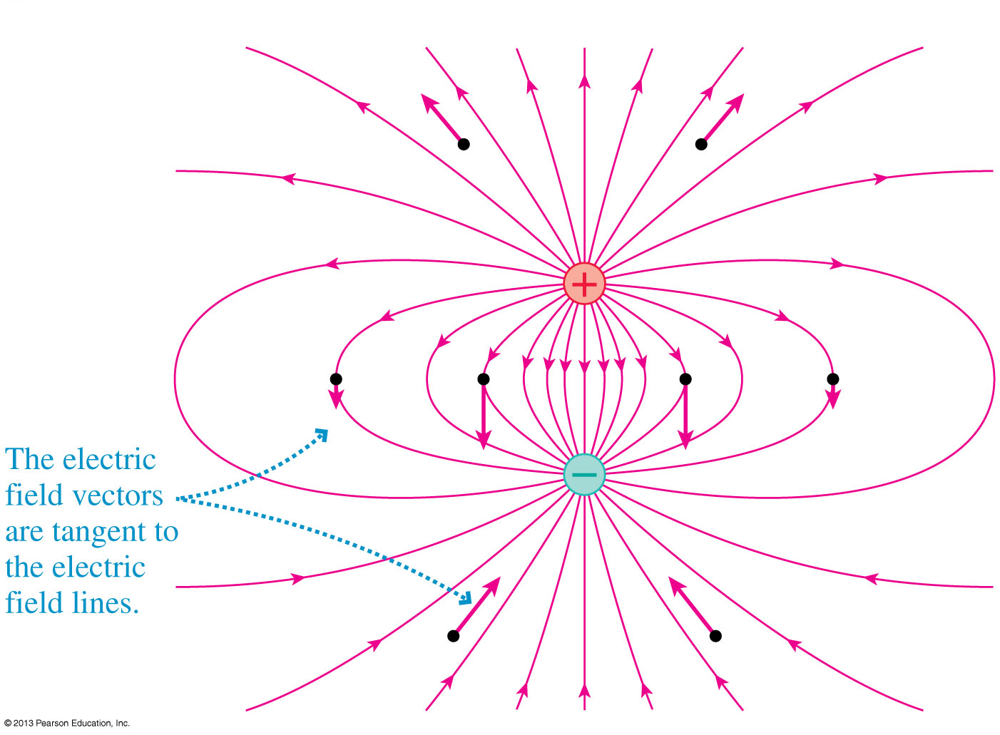 +
−
The electric
field vectors
are tangent to
the electric
field lines.
© 2013 Pearson Education, Inc.